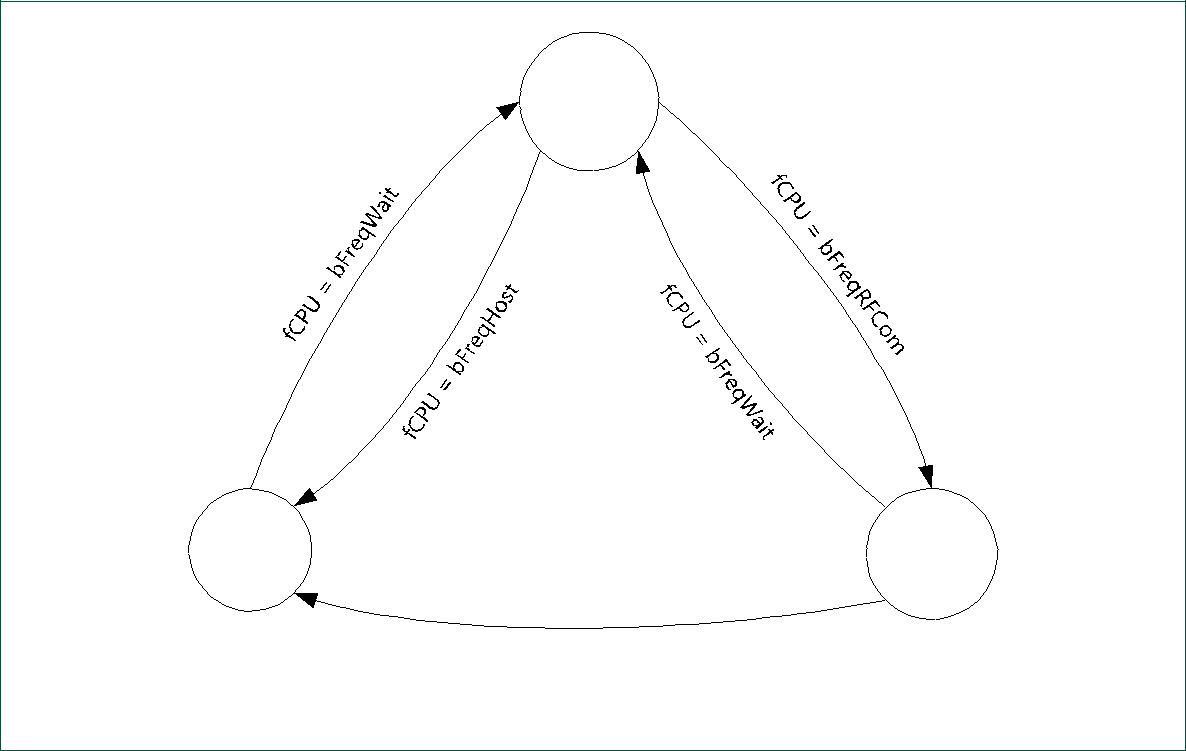 fCPU = bFreqWait
fCPU = bFreqHost
fCPU = bFreqWait
fCPU = bFreqRFCom